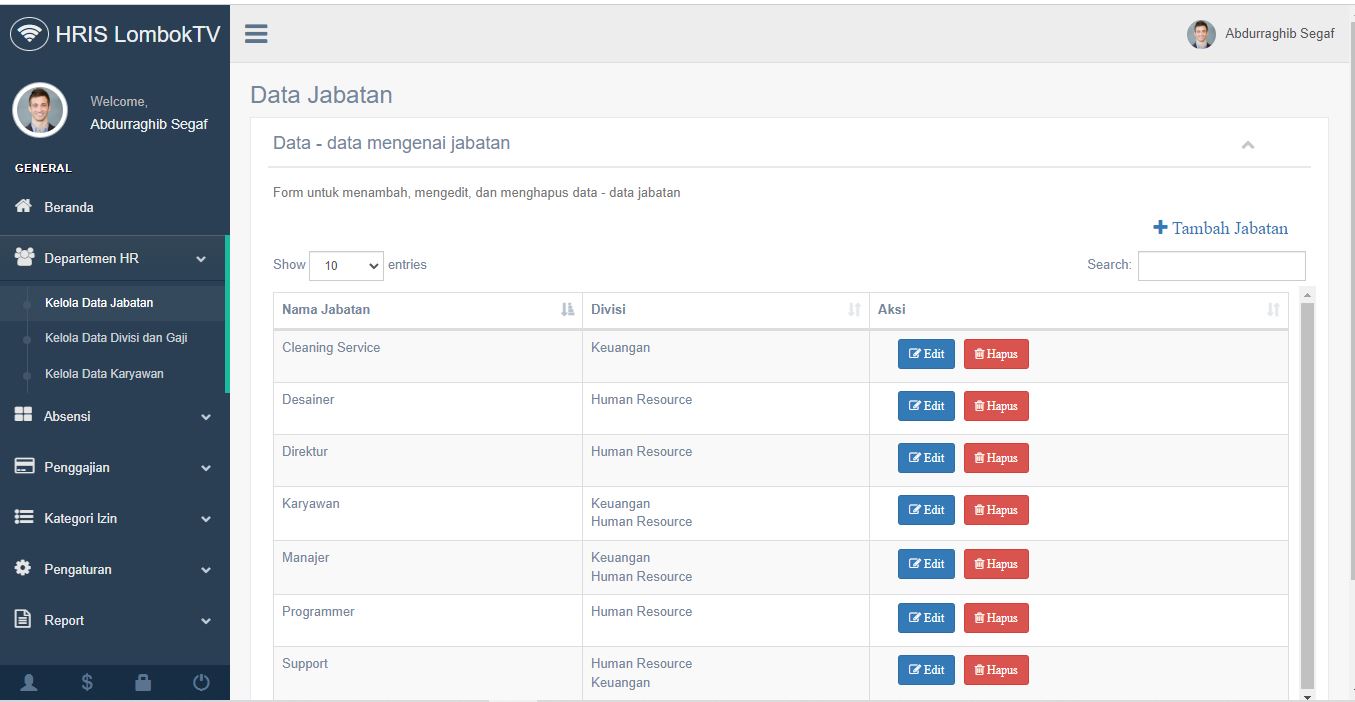 HRIS LombokTV
Abdurraghib Segaf
Welcome,
Abdurraghib Segaf
GENERAL
Beranda
Departemen HR
Kelola Data Jabatan
Kelola Data Divisi dan Gaji
Kelola Data Karyawan
Absensi
Penggajian
Kategori Izin
Pengaturan
Report
Data Jabatan
Data - data mengenai jabatan
Form untuk menambah, mengedit, dan menghapus data - data jabatan
Tambah Jabatan
Show 10 entries Search:
Nama Jabatan Divisi Aksi
Cleaning Service Keuangan Edit Hapus
Desainer Human Resource Edit Hapus
Direktur Human Resource Edit Hapus
Karyawan Keuangan Edit Hapus
Human Resource
Manajer Keuangan Edit Hapus
Human Resource
Programmer Human Resource Edit Hapus
Support Human Resource Edit Hapus
Keuangan